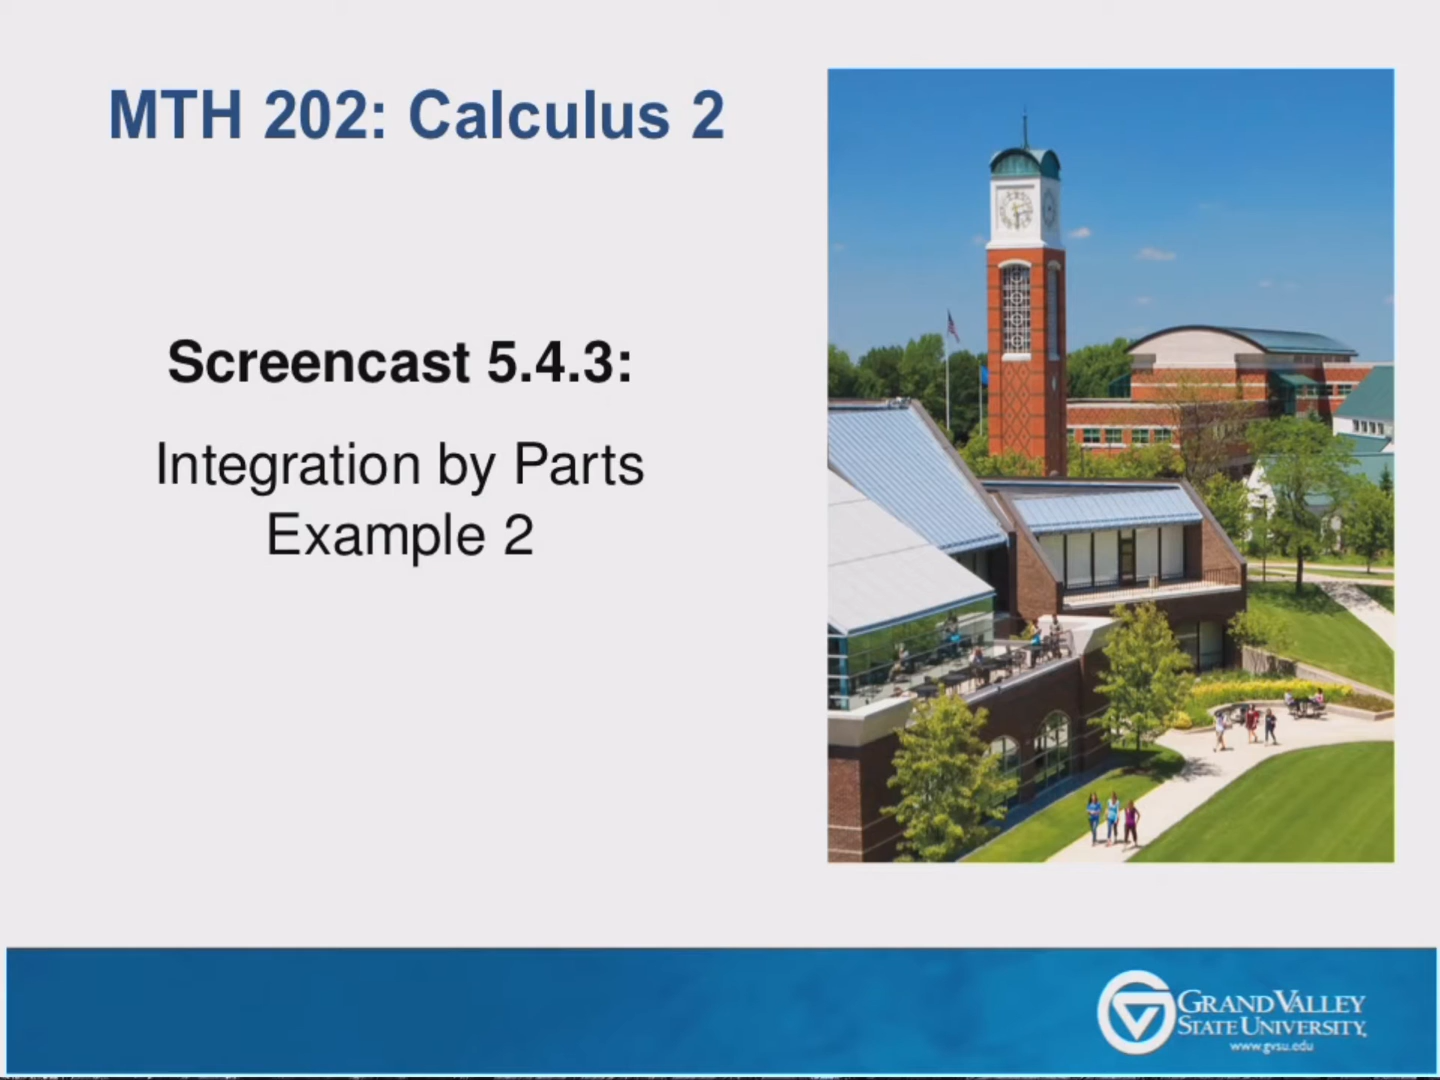 MTH 202: Calculus 2
Screencast 5.4.3:
Integration by Parts
Example 2
GRAND VALLEY
STATE UNIVERSITY.
www.gvsu.edu